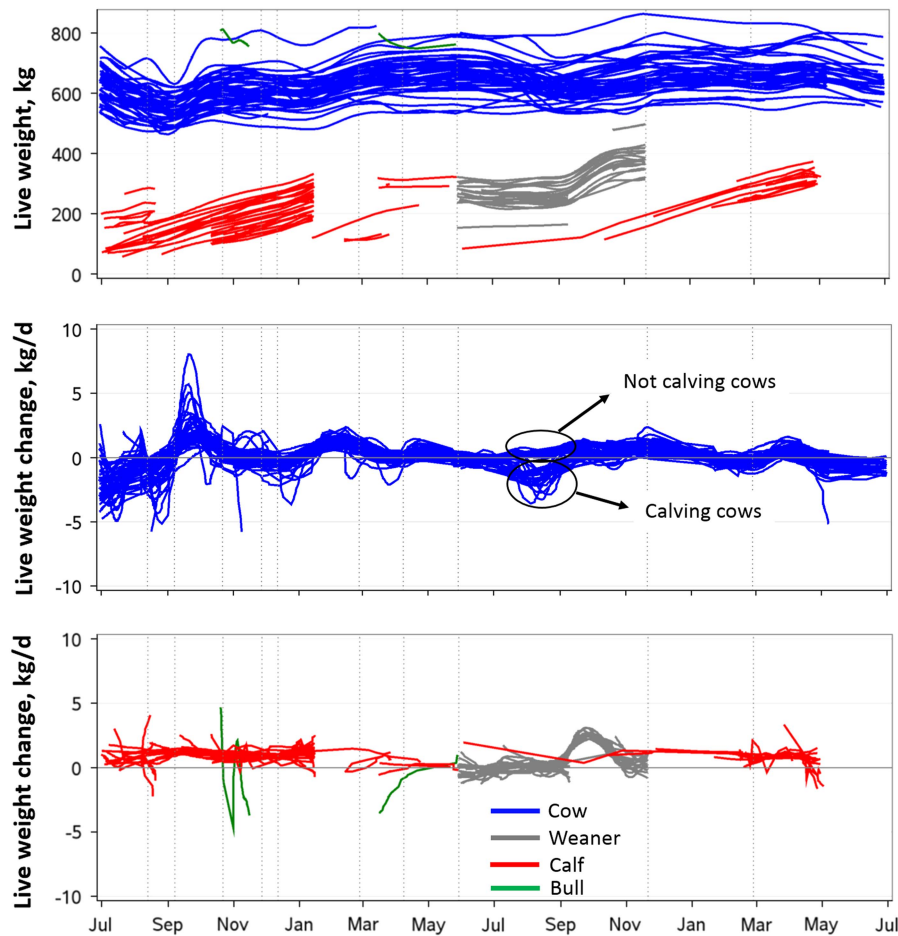 Live weight, kg
800
600
400
200
0
Live weight change, kg/d
10
5
0
-5
-10
Not calving cows
Calving cows
Live weight change, kg/d
10
5
0
-5
-10
Cow
Weaner
Calf
Bull
Jul Sep Nov Jan Mar May Jul Sep Nov Jan Mar May Jul